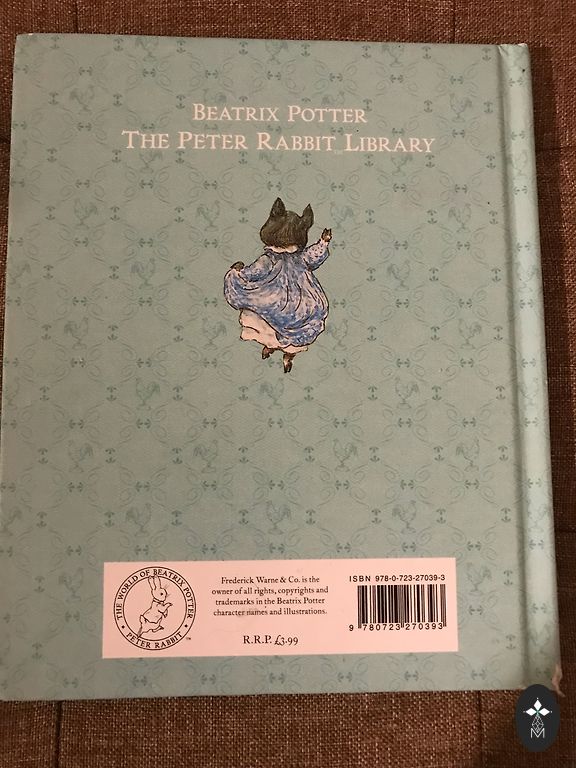 BEATRIX POTTER
THE PETER RABBIT LIBRARY
THE WORLD OF BEATRIX POTTER
PETER RABBIT
™
Frederick Warne & Co. is the
owner of all rights, copyrights and
trademarks in the Beatrix Potter
character names and illustrations.
R.R.P. £3.99
ISBN 978-0-723-27039-3
9 780723 270393
M